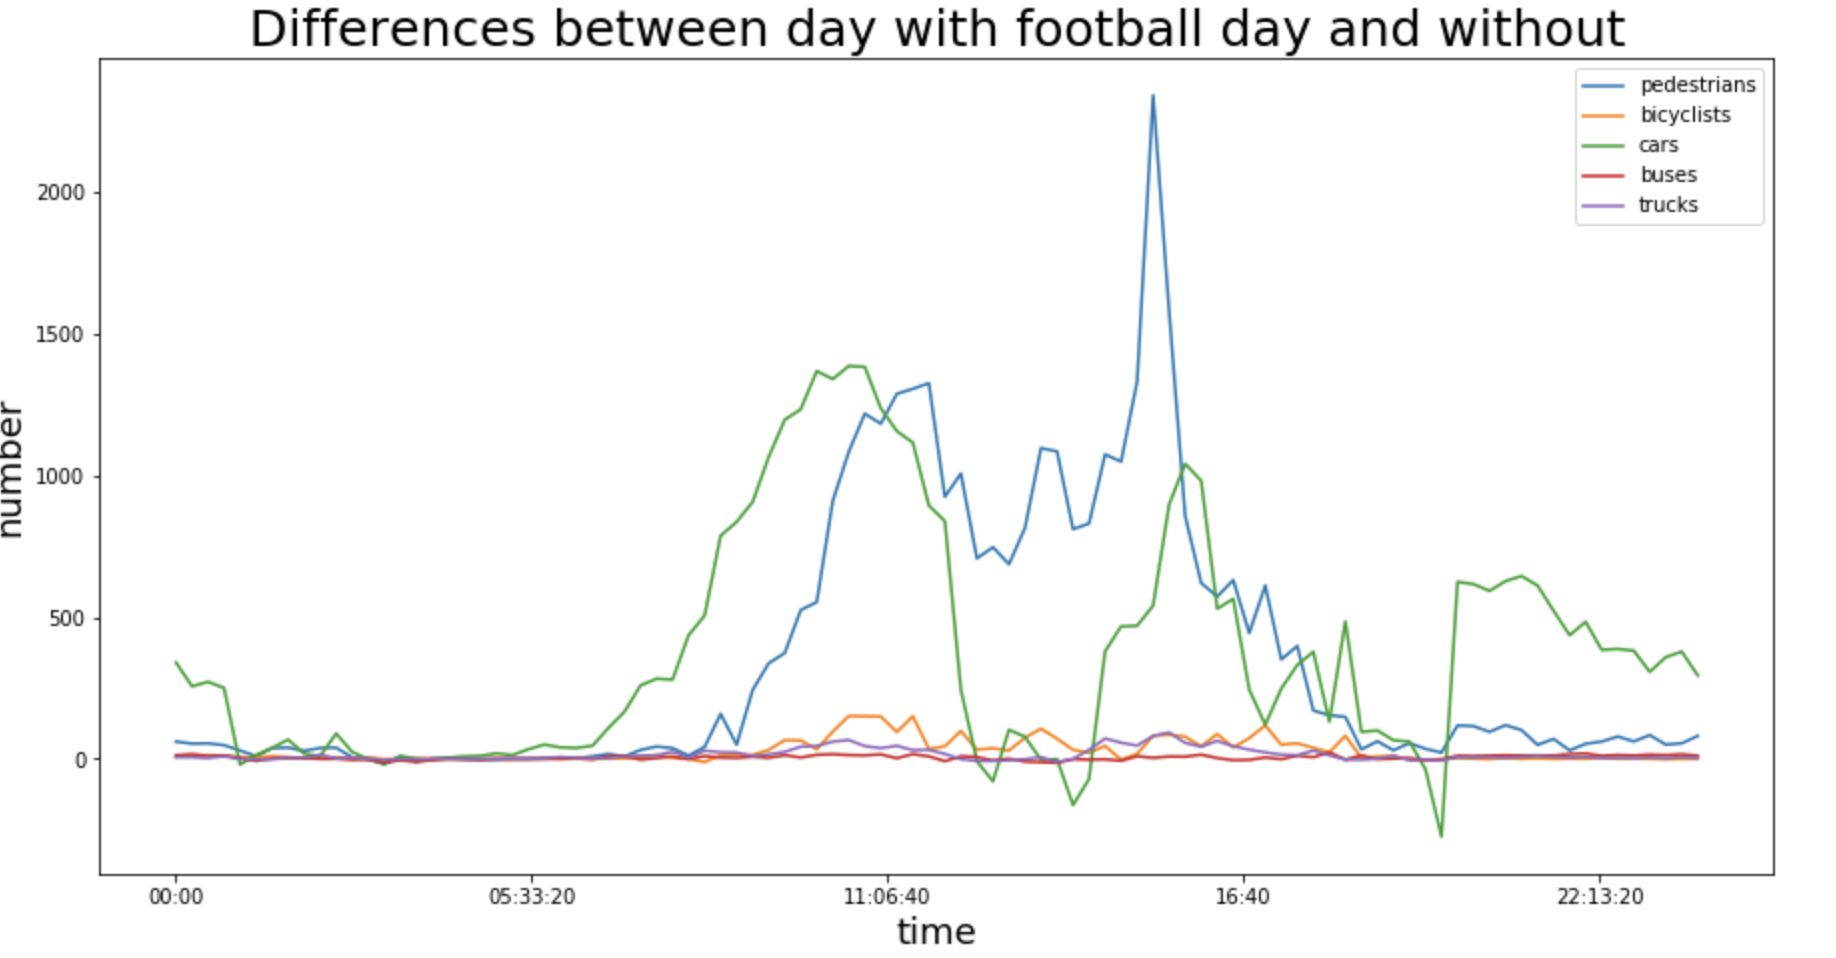 Differences between day with football day and without
pedestrians
bicyclists
cars
buses
trucks
2000
1500
1000
500
0
number
00:00 05:33:20 11:06:40 16:40 22:13:20
time